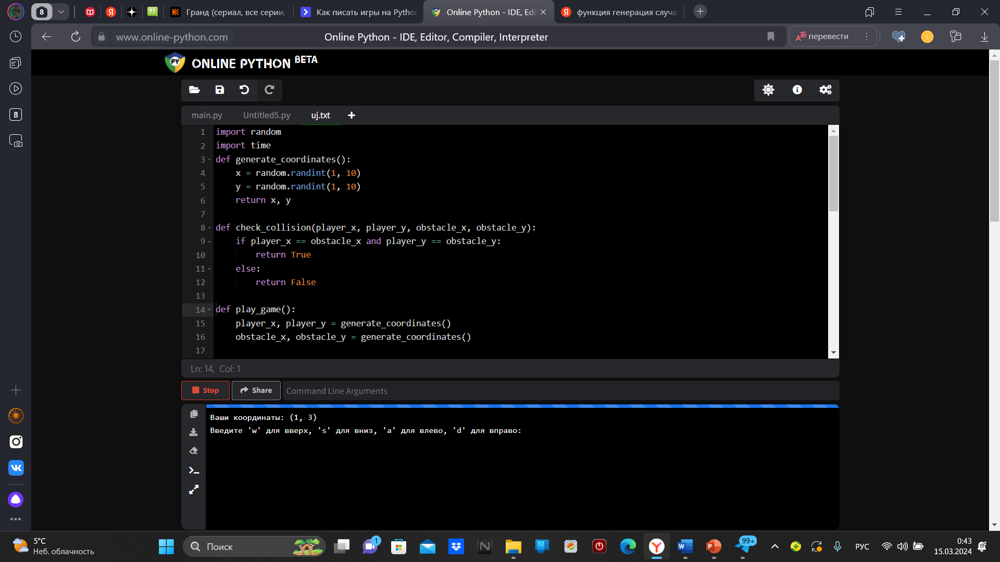 8
Гранд (сериал, все серии,
Как писать игры на Pytho
Online Python - IDE, Edi
функция генерация случа
www.online-python.com
Online Python - IDE, Editor, Compiler, Interpreter
перевести
8
PY
ONLINE PYTHON BETA
main.py
Untitled5.py
uj.txt
1 import random
2 import time
3 def generate_coordinates():
4 x = random.randint(1, 10)
5 y = random.randint(1, 10)
6 return x, y
7
8 def check_collision(player_x, player_y, obstacle_x, obstacle_y):
9 if player_x == obstacle_x and player_y == obstacle_y:
10 return True
11 else:
12 return False
13
14 def play_game():
15 player_x, player_y = generate_coordinates()
16 obstacle_x, obstacle_y = generate_coordinates()
17
Ln: 14, Col: 1
Stop
Share
Command Line Arguments
Ваши координаты: (1, 3)
Введите 'w' для вверх, 's' для вниз, 'a' для влево, 'd' для вправо:
5°C
Неб. облачность
Поиск
1
99+
РУС
0:43
15.03.2024